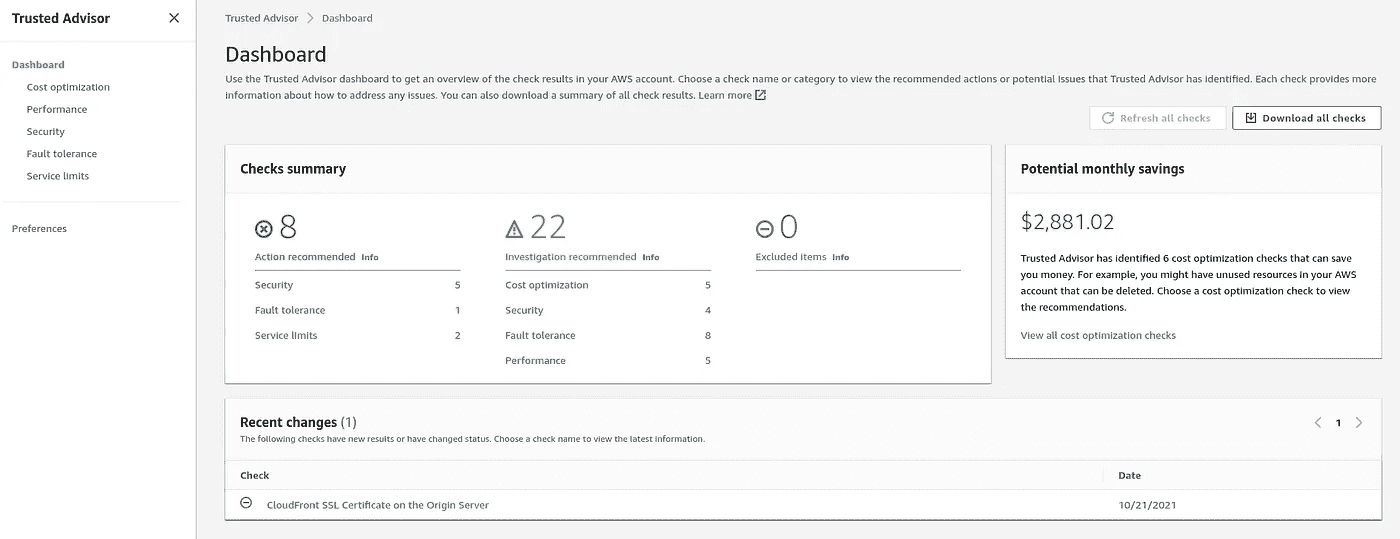 Trusted Advisor
Dashboard
Cost optimization
Performance
Security
Fault tolerance
Service limits
Preferences
Trusted Advisor > Dashboard
Dashboard
Use the Trusted Advisor dashboard to get an overview of the check results in your AWS account. Choose a check name or category to view the recommended actions or potential issues that Trusted Advisor has identified. Each check provides more
information about how to address any issues. You can also download a summary of all check results. Learn more
Refresh all checks
Download all checks
Checks summary
8
Action recommended Info
Security 5
Fault tolerance 1
Service limits 2
22
Investigation recommended Info
Cost optimization 5
Security 4
Fault tolerance 8
Performance 5
0
Excluded items Info
Potential monthly savings
$2,881.02
Trusted Advisor has identified 6 cost optimization checks that can save
you money. For example, you might have unused resources in your AWS
account that can be deleted. Choose a cost optimization check to view
the recommendations.
View all cost optimization checks
Recent changes (1)
The following checks have new results or have changed status. Choose a check name to view the latest information.
1
Check Date
CloudFront SSL Certificate on the Origin Server 10/21/2021